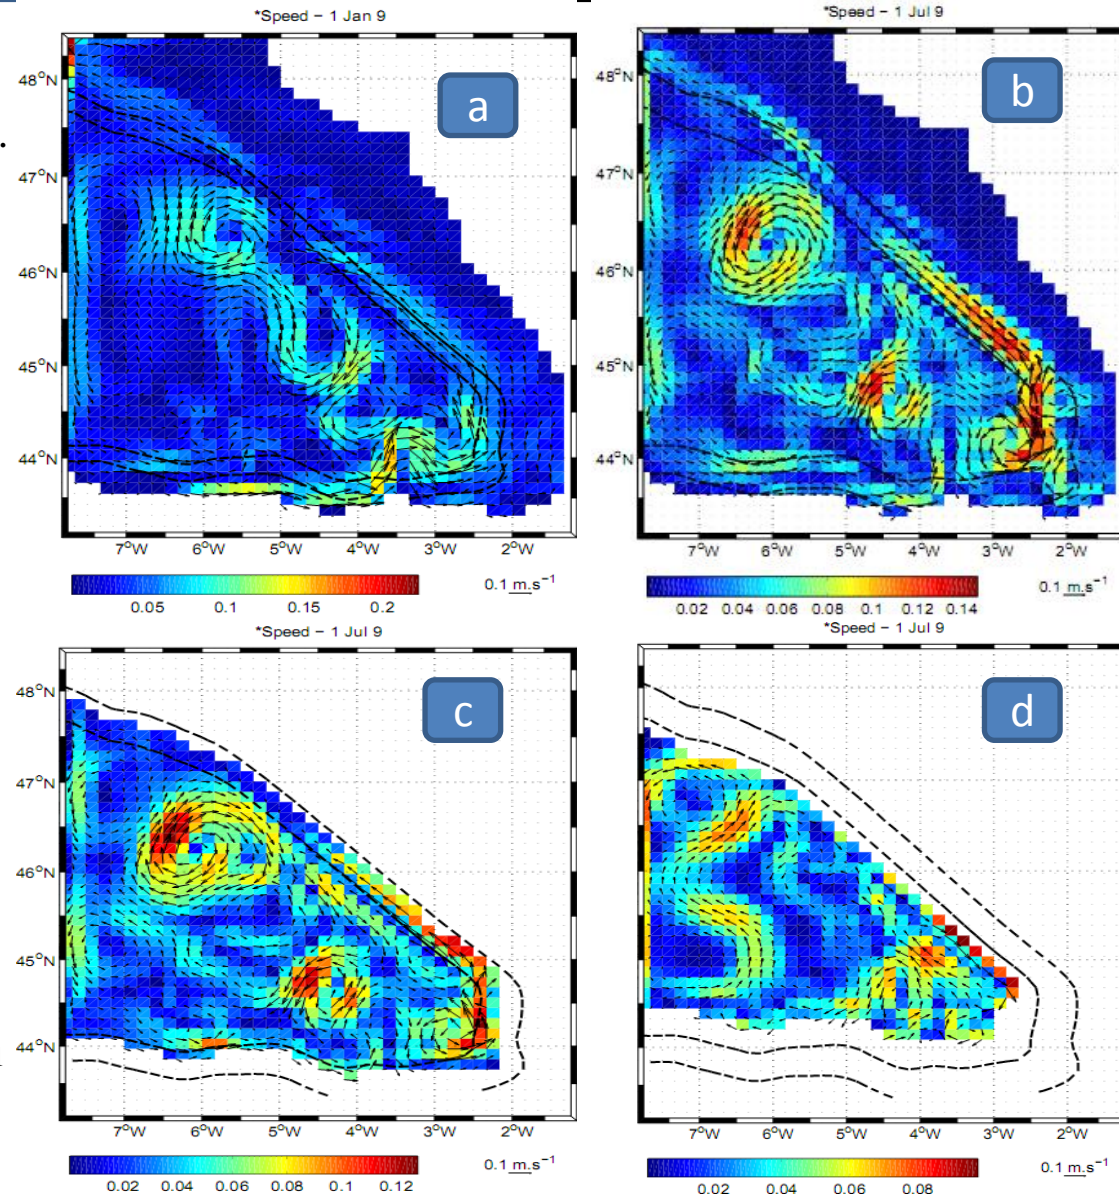 *Speed – 1 Jan 9
a
48°N
47°N
46°N
45°N
44°N
7°W 6°W 5°W 4°W 3°W 2°W
0.05 0.1 0.15 0.2
0.1 m.s⁻¹
*Speed – 1 Jul 9
b
48°N
47°N
46°N
45°N
44°N
7°W 6°W 5°W 4°W 3°W 2°W
0.02 0.04 0.06 0.08 0.1 0.12 0.14
0.1 m.s⁻¹
*Speed – 1 Jul 9
c
48°N
47°N
46°N
45°N
44°N
7°W 6°W 5°W 4°W 3°W 2°W
0.02 0.04 0.06 0.08 0.1 0.12
0.1 m.s⁻¹
*Speed – 1 Jul 9
d
7°W 6°W 5°W 4°W 3°W 2°W
0.02 0.04 0.06 0.08
0.1 m.s⁻¹